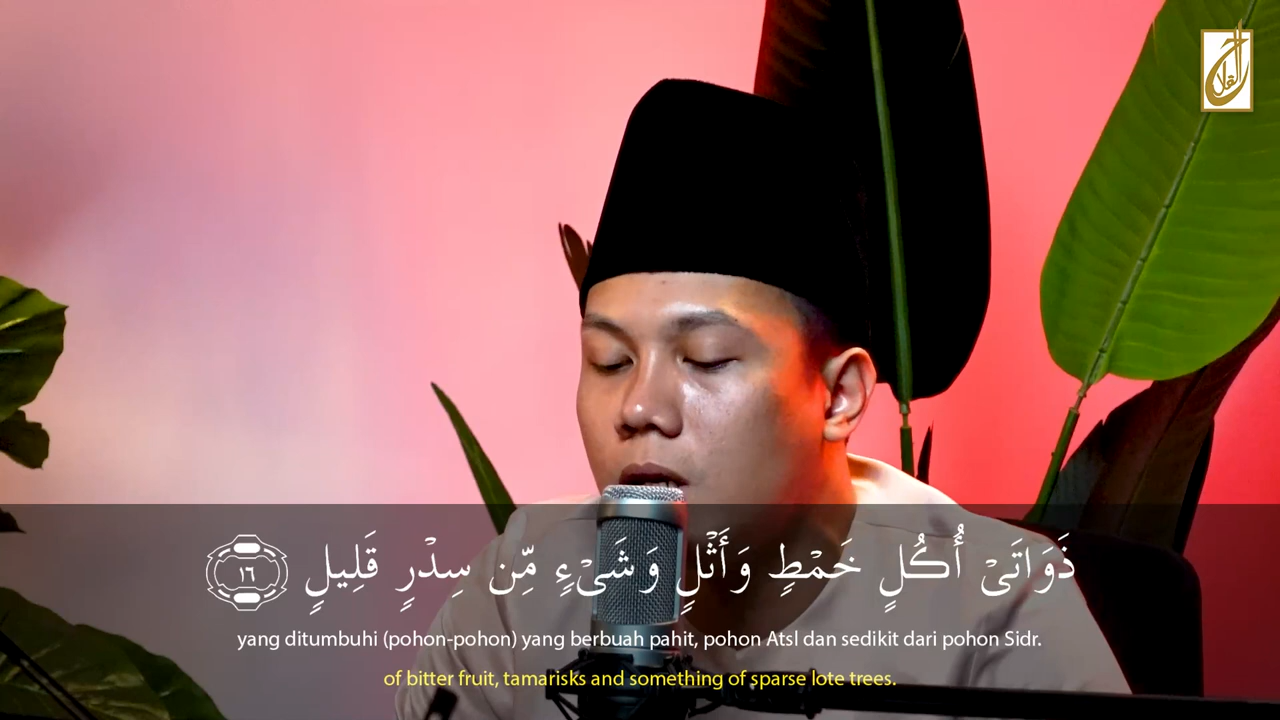 الفلاح
ذَوَاتَىْ أُكُلٍ خَمْطٍ وَأَثْلٍ وَشَىْءٍ مِّن سِدْرٍ قَلِيلٍ ١٦
yang ditumbuhi (pohon-pohon) yang berbuah pahit, pohon Atsl dan sedikit dari pohon Sidr.
of bitter fruit, tamarisks and something of sparse lote trees.